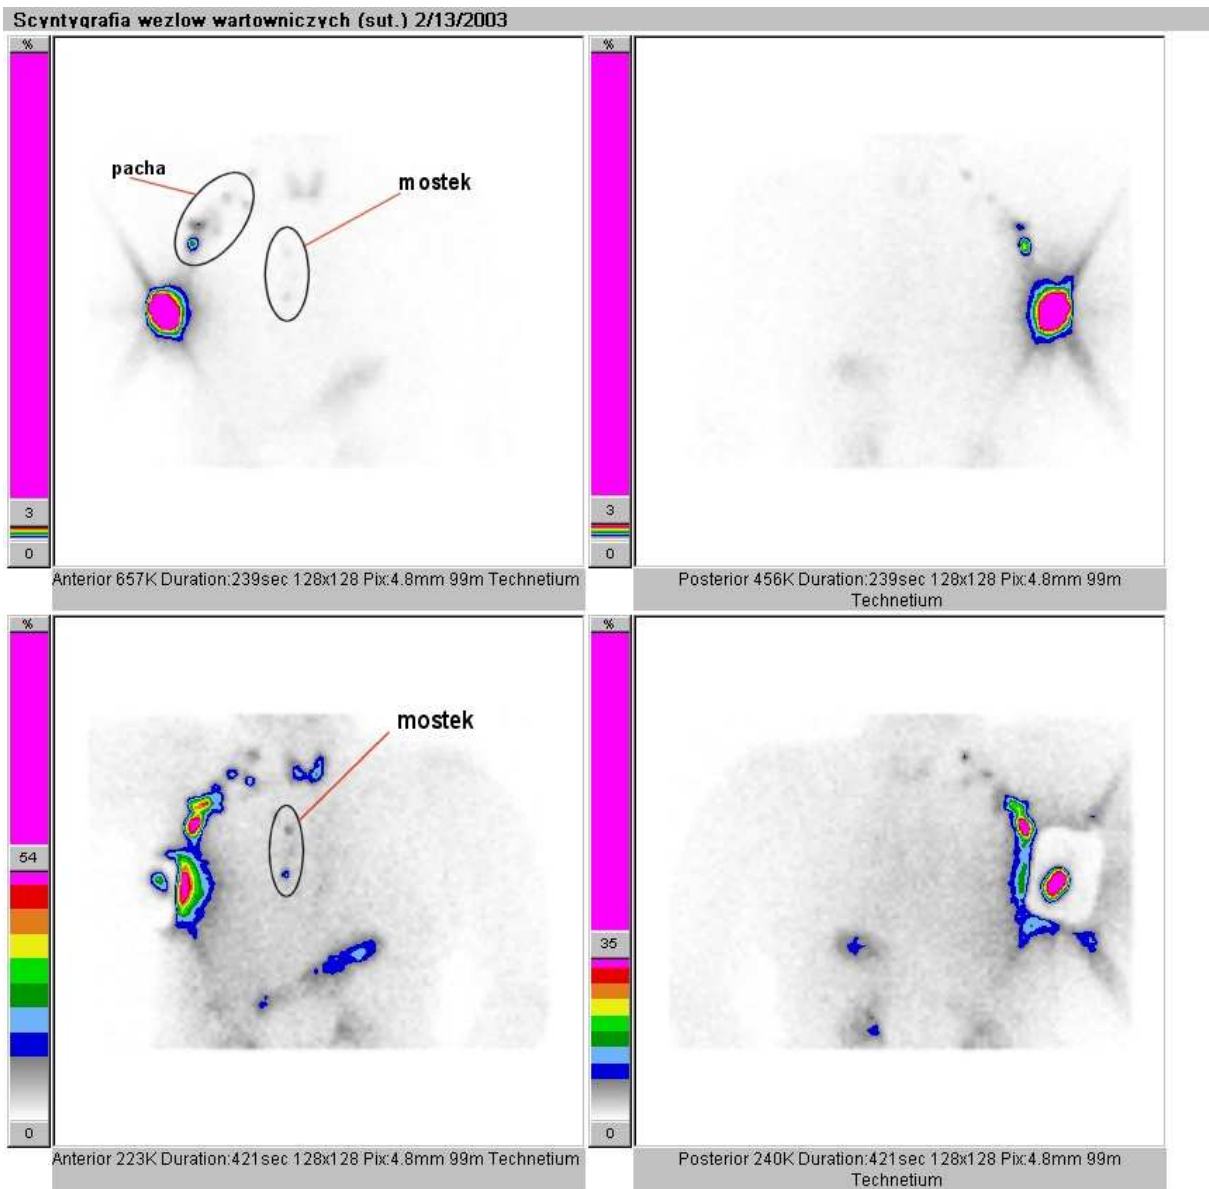 Scyntygrafia wezlow wartowniczych (sut.) 2/13/2003
%
%
pacha
mostek
3
3
0
0
Anterior 657K Duration:239sec 128x128 Pix:4.8mm 99m Technetium
Posterior 456K Duration:239sec 128x128 Pix:4.8mm 99m
Technetium
%
%
mostek
54
35
0
0
Anterior 223K Duration:421sec 128x128 Pix:4.8mm 99m Technetium
Posterior 240K Duration:421sec 128x128 Pix:4.8mm 99m
Technetium